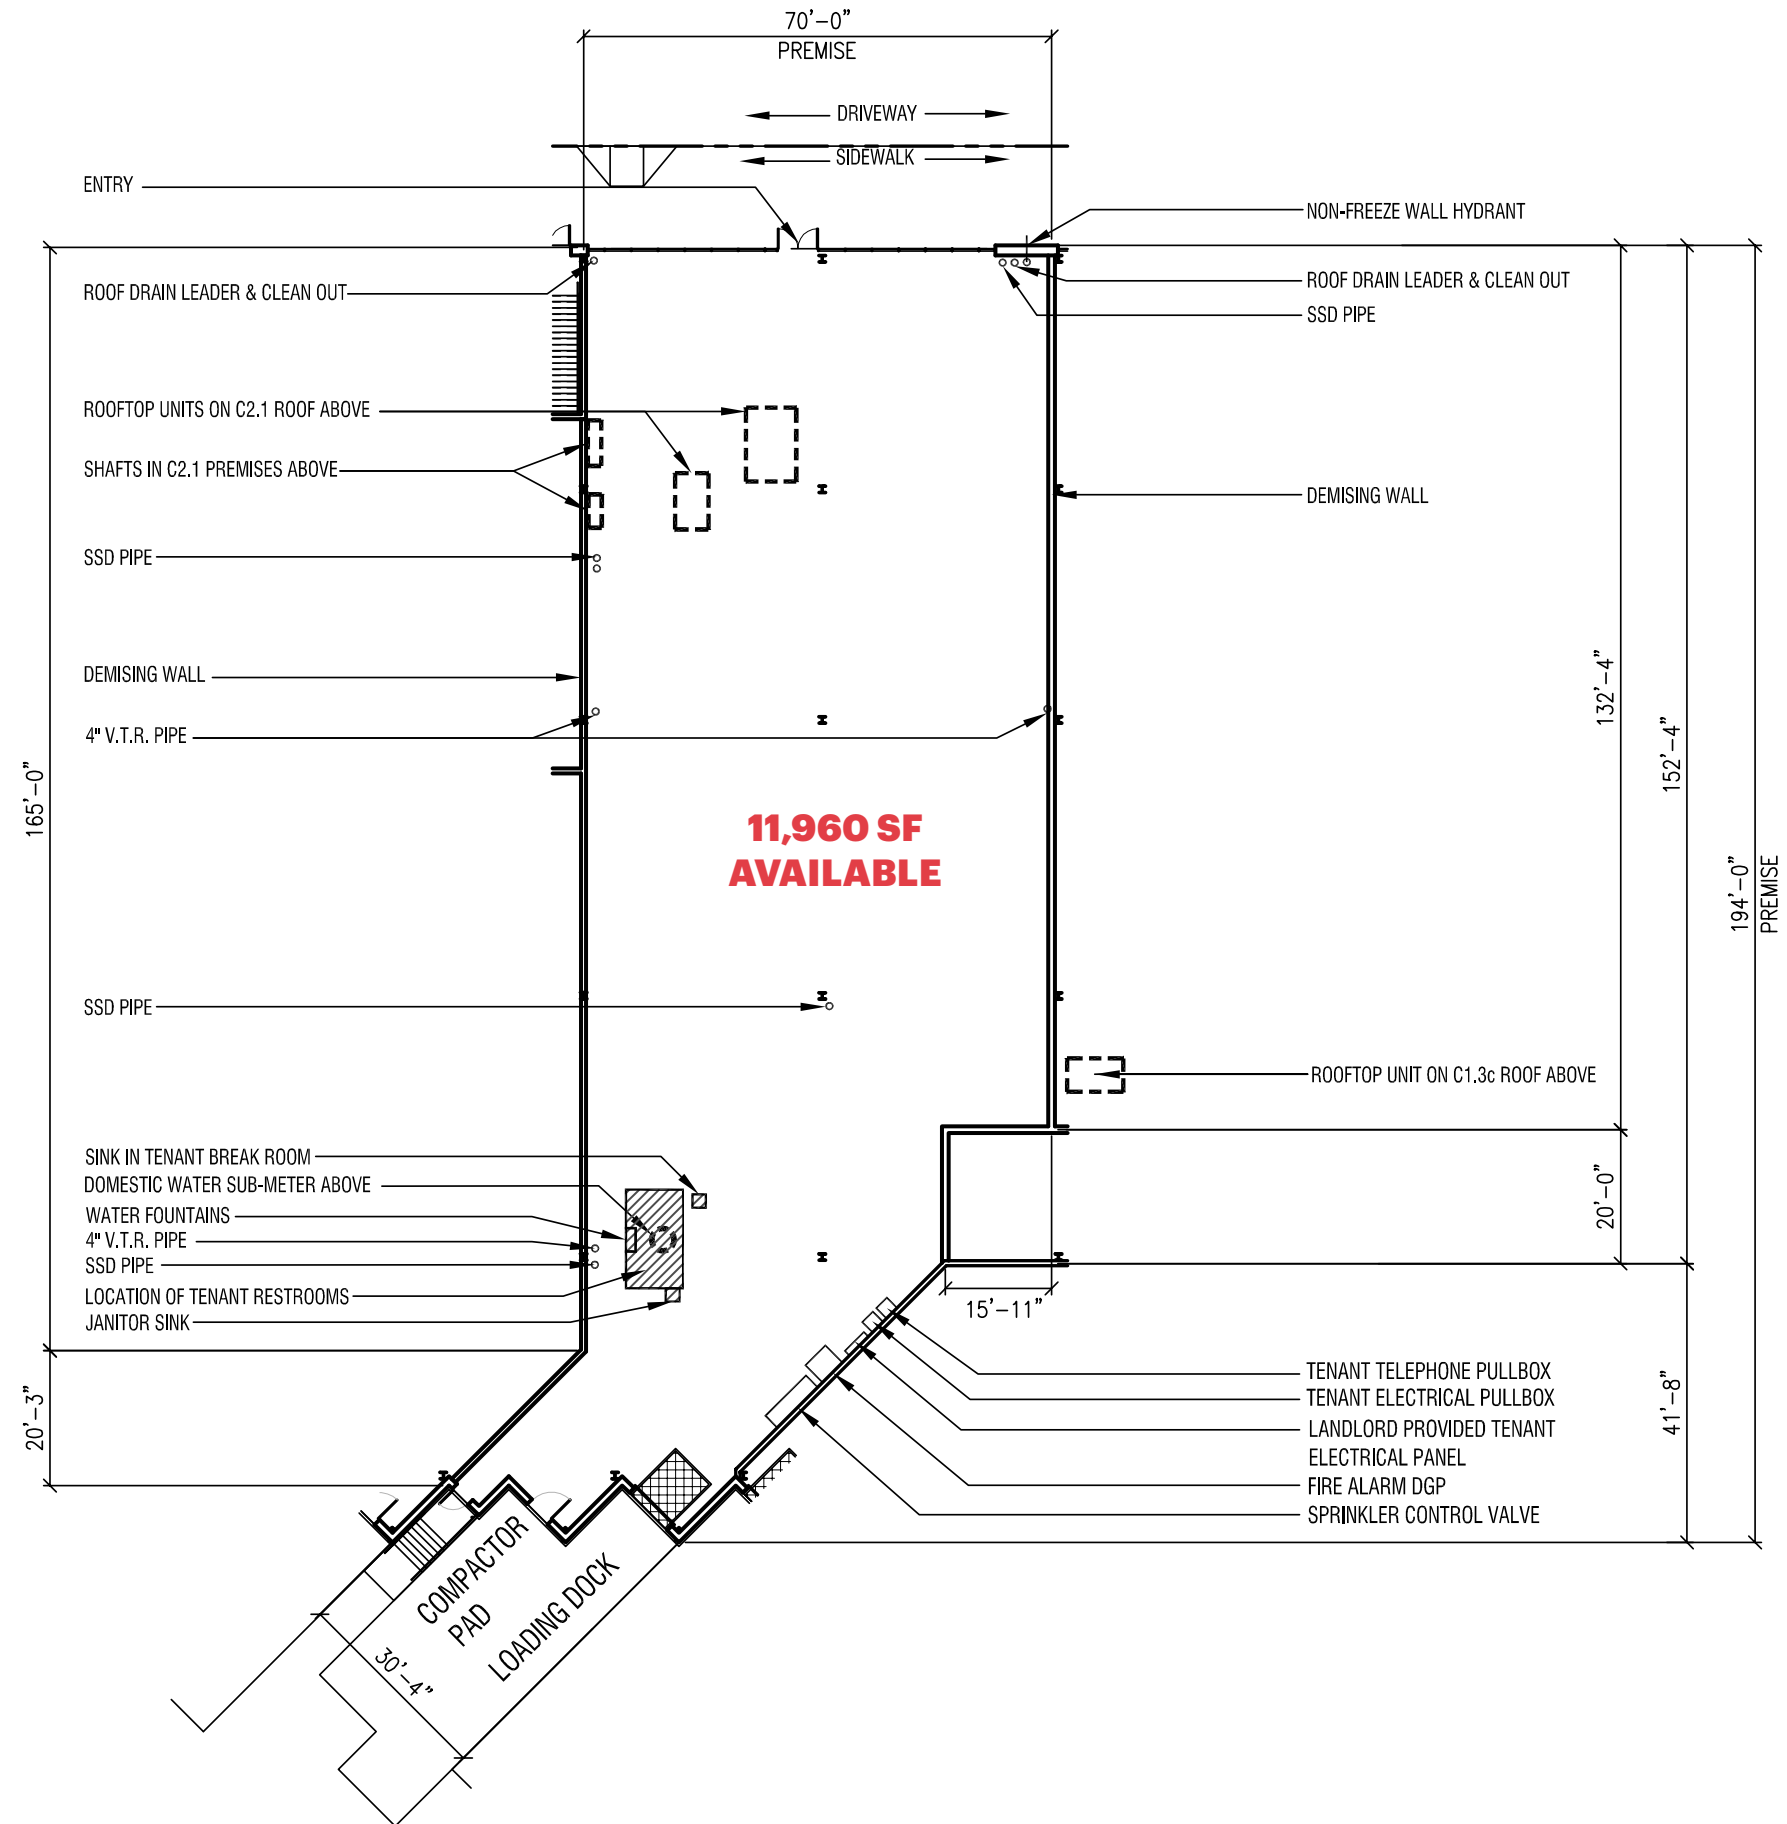 70'-0"
PREMISE
DRIVEWAY
SIDEWALK
ENTRY
NON-FREEZE WALL HYDRANT
ROOF DRAIN LEADER & CLEAN OUT
ROOF DRAIN LEADER & CLEAN OUT
SSD PIPE
ROOFTOP UNITS ON C2.1 ROOF ABOVE
SHAFTS IN C2.1 PREMISES ABOVE
DEMISING WALL
SSD PIPE
DEMISING WALL
4" V.T.R. PIPE
132'-4"
152'-4"
165'-0"
11,960 SF
AVAILABLE
194'-0"
PREMISE
SSD PIPE
ROOFTOP UNIT ON C1.3c ROOF ABOVE
SINK IN TENANT BREAK ROOM
DOMESTIC WATER SUB-METER ABOVE
WATER FOUNTAINS
4" V.T.R. PIPE
SSD PIPE
LOCATION OF TENANT RESTROOMS
JANITOR SINK
20'-0"
15'-11"
TENANT TELEPHONE PULLBOX
TENANT ELECTRICAL PULLBOX
LANDLORD PROVIDED TENANT
ELECTRICAL PANEL
FIRE ALARM DGP
SPRINKLER CONTROL VALVE
20'-3"
41'-8"
COMPACTOR
PAD
LOADING DOCK
30'-4"